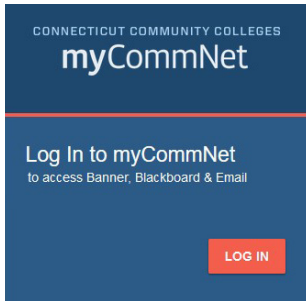 CONNECTICUT COMMUNITY COLLEGES
myCommNet
Log In to myCommNet
to access Banner, Blackboard & Email
LOG IN